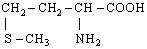 CH₂-CH₂-CH-COOH
S-CH₃ NH₂